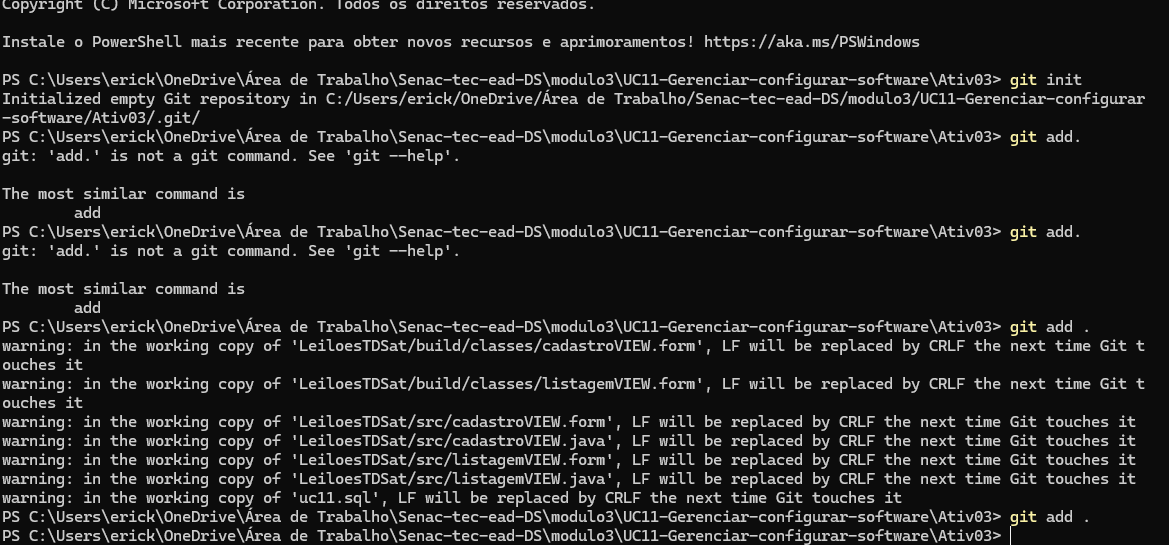 Copyright (C) Microsoft Corporation. Todos os direitos reservados.
Instale o PowerShell mais recente para obter novos recursos e aprimoramentos! https://aka.ms/PSWindows
PS C:\Users\erick\OneDrive\Área de Trabalho\Senac-tec-ead-DS\modulo3\UC11-Gerenciar-configurar-software\Ativ03> git init
Initialized empty Git repository in C:/Users/erick/OneDrive/Área de Trabalho/Senac-tec-ead-DS/modulo3/UC11-Gerenciar-configurar
-software/Ativ03/.git/
PS C:\Users\erick\OneDrive\Área de Trabalho\Senac-tec-ead-DS\modulo3\UC11-Gerenciar-configurar-software\Ativ03> git add.
git: 'add.' is not a git command. See 'git --help'.
The most similar command is
add
PS C:\Users\erick\OneDrive\Área de Trabalho\Senac-tec-ead-DS\modulo3\UC11-Gerenciar-configurar-software\Ativ03> git add.
git: 'add.' is not a git command. See 'git --help'.
The most similar command is
add
PS C:\Users\erick\OneDrive\Área de Trabalho\Senac-tec-ead-DS\modulo3\UC11-Gerenciar-configurar-software\Ativ03> git add .
warning: in the working copy of 'LeiloesTDSat/build/classes/cadastroVIEW.form', LF will be replaced by CRLF the next time Git t
ouches it
warning: in the working copy of 'LeiloesTDSat/build/classes/listagemVIEW.form', LF will be replaced by CRLF the next time Git t
ouches it
warning: in the working copy of 'LeiloesTDSat/src/cadastroVIEW.form', LF will be replaced by CRLF the next time Git touches it
warning: in the working copy of 'LeiloesTDSat/src/cadastroVIEW.java', LF will be replaced by CRLF the next time Git touches it
warning: in the working copy of 'LeiloesTDSat/src/listagemVIEW.form', LF will be replaced by CRLF the next time Git touches it
warning: in the working copy of 'LeiloesTDSat/src/listagemVIEW.java', LF will be replaced by CRLF the next time Git touches it
warning: in the working copy of 'uc11.sql', LF will be replaced by CRLF the next time Git touches it
PS C:\Users\erick\OneDrive\Área de Trabalho\Senac-tec-ead-DS\modulo3\UC11-Gerenciar-configurar-software\Ativ03> git add .
PS C:\Users\erick\OneDrive\Área de Trabalho\Senac-tec-ead-DS\modulo3\UC11-Gerenciar-configurar-software\Ativ03>